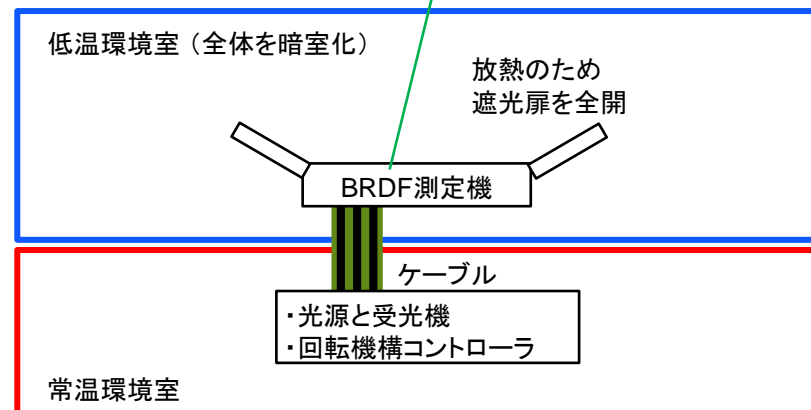 低温環境室（全体を暗室化）
放熱のため
遮光扉を全開
BRDF測定機
ケーブル
・光源と受光機
・回転機構コントローラ
常温環境室